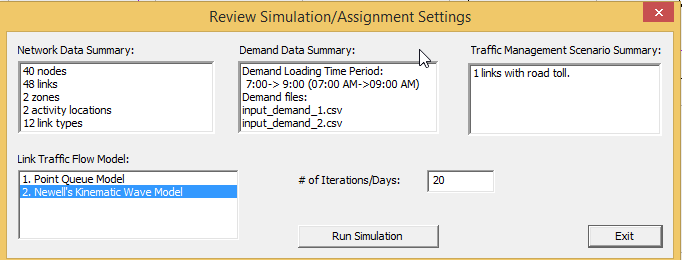 Review Simulation/Assignment Settings
Network Data Summary:
40 nodes
48 links
2 zones
2 activity locations
12 link types
Demand Data Summary:
Demand Loading Time Period:
7:00-> 9:00 (07:00 AM->09:00 AM)
Demand files:
input_demand_1.csv
input_demand_2.csv
Traffic Management Scenario Summary:
1 links with road toll.
Link Traffic Flow Model:
1. Point Queue Model
2. Newell's Kinematic Wave Model
# of Iterations/Days:
20
Run Simulation
Exit